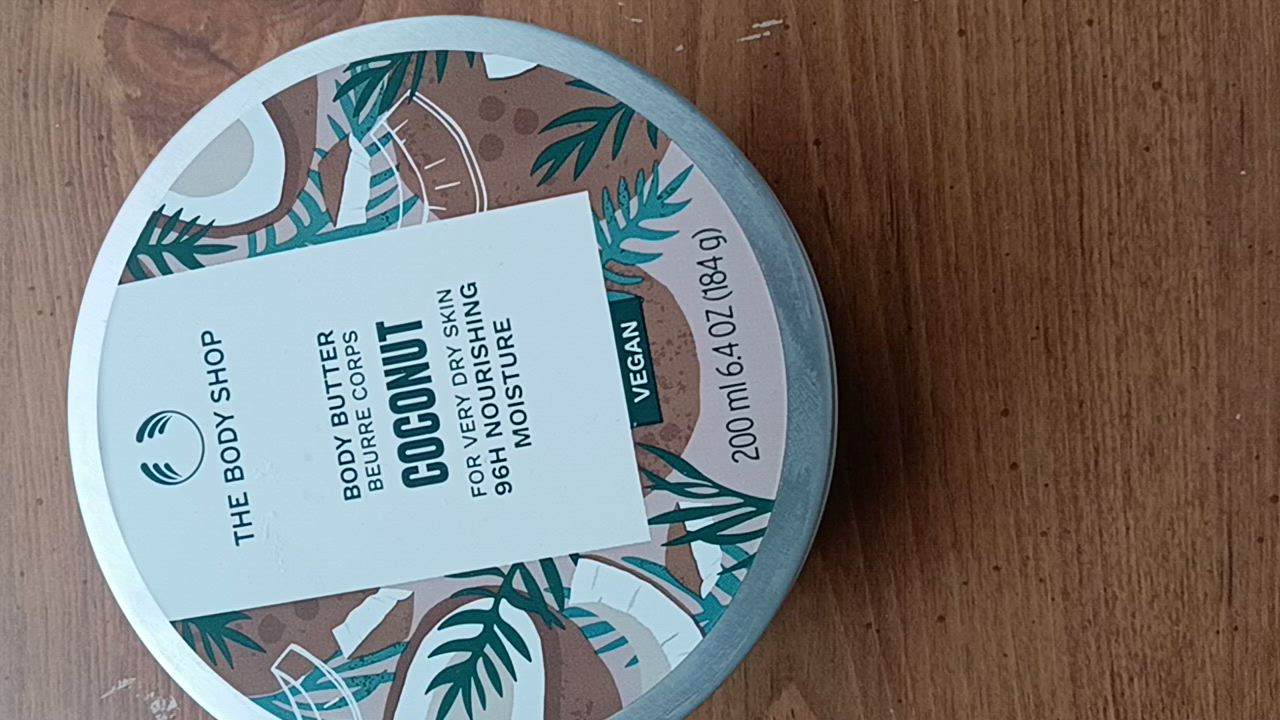 THE BODY SHOP
BODY BUTTER
BEURRE CORPS
COCONUT
FOR VERY DRY SKIN
96H NOURISHING
MOISTURE
VEGAN
200 ml 6.4 OZ (184 g)